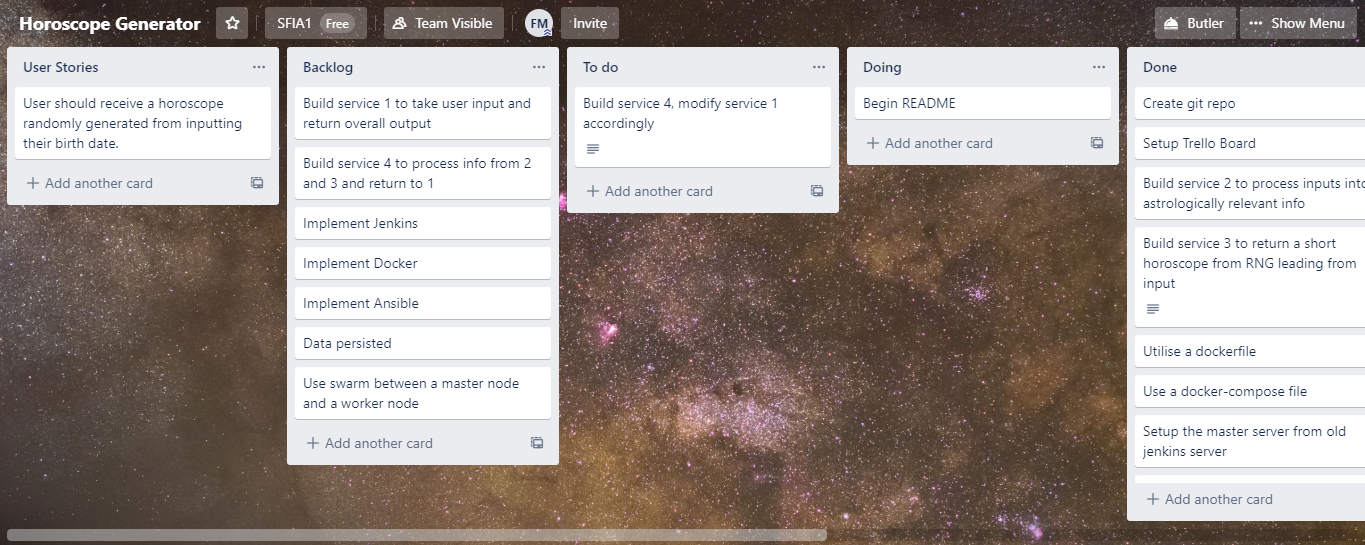 Horoscope Generator
SFIA1
Free
Team Visible
FM
Invite
Butler
Show Menu
User Stories
User should receive a horoscope
randomly generated from inputting
their birth date.
Add another card
Backlog
Build service 1 to take user input and
return overall output
Build service 4 to process info from 2
and 3 and return to 1
Implement Jenkins
Implement Docker
Implement Ansible
Data persisted
Use swarm between a master node
and a worker node
Add another card
To do
Build service 4, modify service 1
accordingly
Add another card
Doing
Begin README
Add another card
Done
Create git repo
Setup Trello Board
Build service 2 to process inputs into
astrologically relevant info
Build service 3 to return a short
horoscope from RNG leading from
input
Utilise a dockerfile
Use a docker-compose file
Setup the master server from old
jenkins server
Add another card